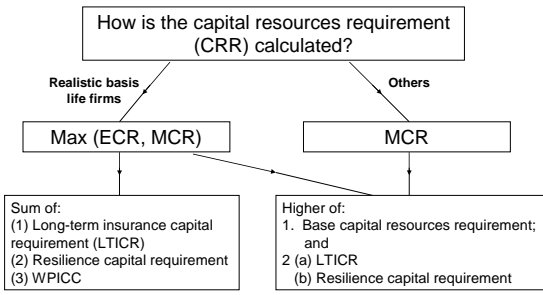 How is the capital resources requirement
(CRR) calculated?
Realistic basis
life firms
Others
Max (ECR, MCR)
MCR
Sum of:
(1) Long-term insurance capital
requirement (LTICR)
(2) Resilience capital requirement
(3) WPICC
Higher of:
1. Base capital resources requirement;
and
2 (a) LTICR
(b) Resilience capital requirement